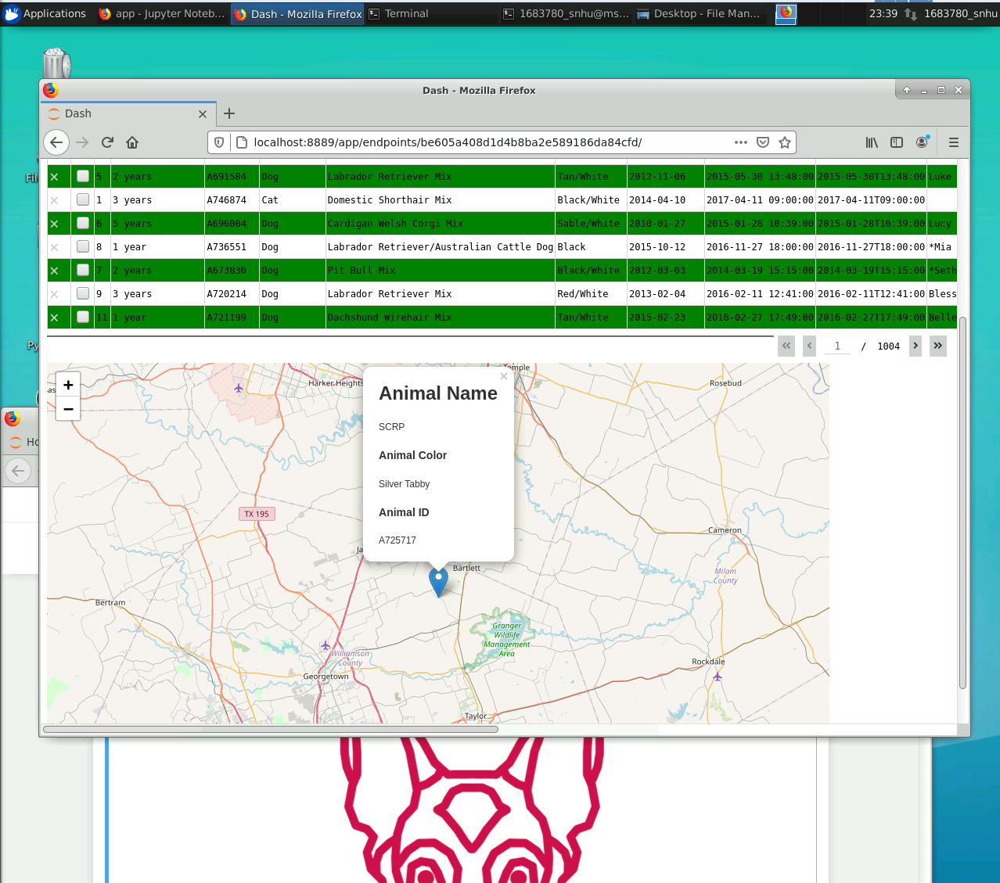 Applications app - Jupyter Noteb... Dash - Mozilla Firefox Terminal 1683780_snhu@ms... Desktop - File Man... 23:39 1683780_snhu
Dash - Mozilla Firefox
Dash
localhost:8889/app/endpoints/be605a408d1d4b8ba2e589186da84cfd/
Fil
5 2 years A691584 Dog Labrador Retriever Mix Tan/White 2012-11-06 2015-05-30 13:48:00 2015-05-30T13:48:00 Luke
1 3 years A746874 Cat Domestic Shorthair Mix Black/White 2014-04-10 2017-04-11 09:00:00 2017-04-11T09:00:00
6 5 years A696004 Dog Cardigan Welsh Corgi Mix Sable/White 2010-01-27 2015-01-28 10:39:00 2015-01-28T10:39:00 Lucy
8 1 year A736551 Dog Labrador Retriever/Australian Cattle Dog Black 2015-10-12 2016-11-27 18:00:00 2016-11-27T18:00:00 *Mia
7 2 years A673830 Dog Pit Bull Mix Black/White 2012-03-03 2014-03-19 15:15:00 2014-03-19T15:15:00 *Seth
9 3 years A720214 Dog Labrador Retriever Mix Red/White 2013-02-04 2016-02-11 12:41:00 2016-02-11T12:41:00 Bless
11 1 year A721199 Dog Dachshund Wirehair Mix Tan/White 2015-02-23 2016-02-27 17:49:00 2016-02-27T17:49:00 Belle
Py
1 / 1004
+
−
Temple
Harker Heights
Rosebud
Animal Name
SCRP
Animal Color
Silver Tabby
Animal ID
A725717
Ho
TX 195
Cameron
Ja
Bartlett
Milam
County
Bertram
Granger
Wildlife
Management
Area
Williamson
County
Georgetown
Rockdale
Taylor